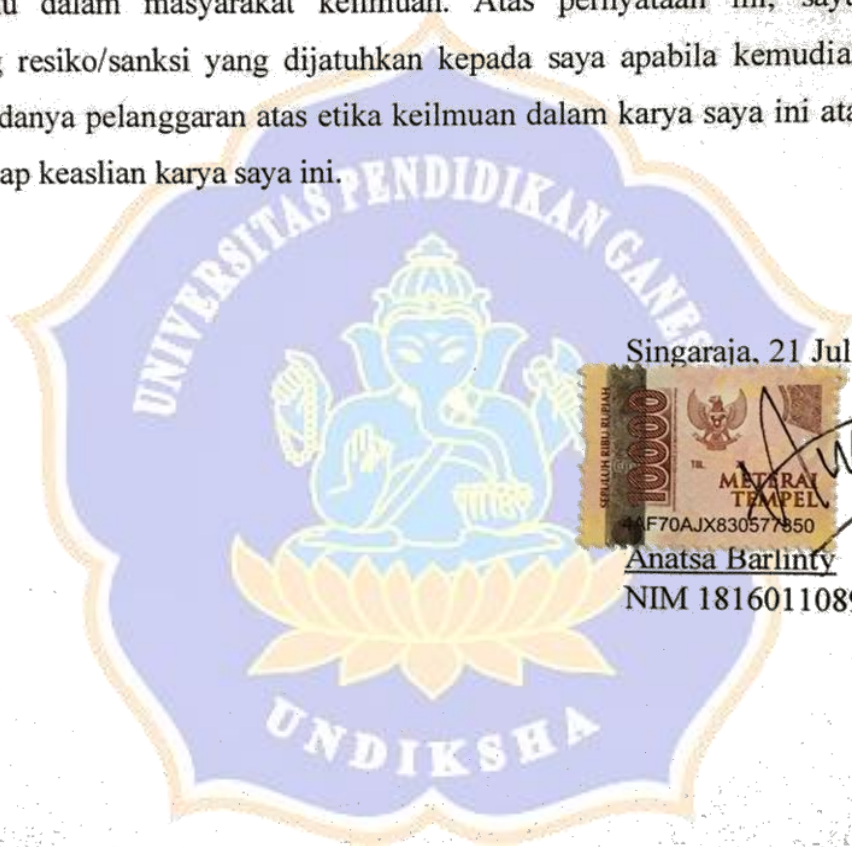 dalam masyarakat keilmuan. Atas pernyataan ini, saya
resiko/sanksi yang dijatuhkan kepada saya apabila kemudia
danya pelanggaran atas etika keilmuan dalam karya saya ini ata
ap keaslian karya saya ini.
UNIVERSITAS PENDIDIKAN GANES
Singaraja, 21 Jul
SEPULUH RIBU RUPIAH
10000
TGL.
METERAI
TEMPEL
4AF70AJX830577850
Anatsa Barlinty
NIM 1816011089
UNDIKSHA